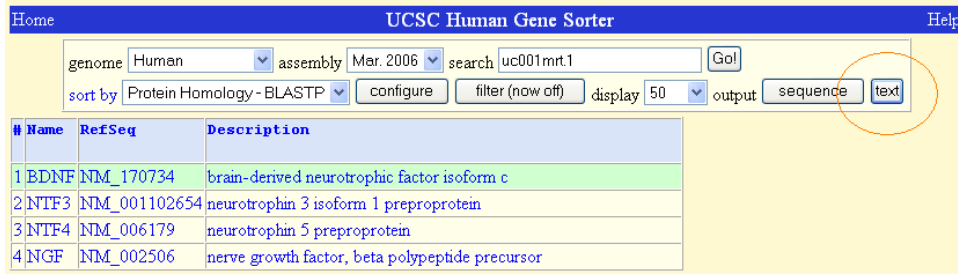 Home UCSC Human Gene Sorter Help
genome Human assembly Mar. 2006 search uc001mrt.1 Go!
sort by Protein Homology - BLASTP configure filter (now off) display 50 output sequence text
# Name RefSeq Description
1 BDNF NM_170734 brain-derived neurotrophic factor isoform c
2 NTF3 NM_001102654 neurotrophin 3 isoform 1 preproprotein
3 NTF4 NM_006179 neurotrophin 5 preproprotein
4 NGF NM_002506 nerve growth factor, beta polypeptide precursor